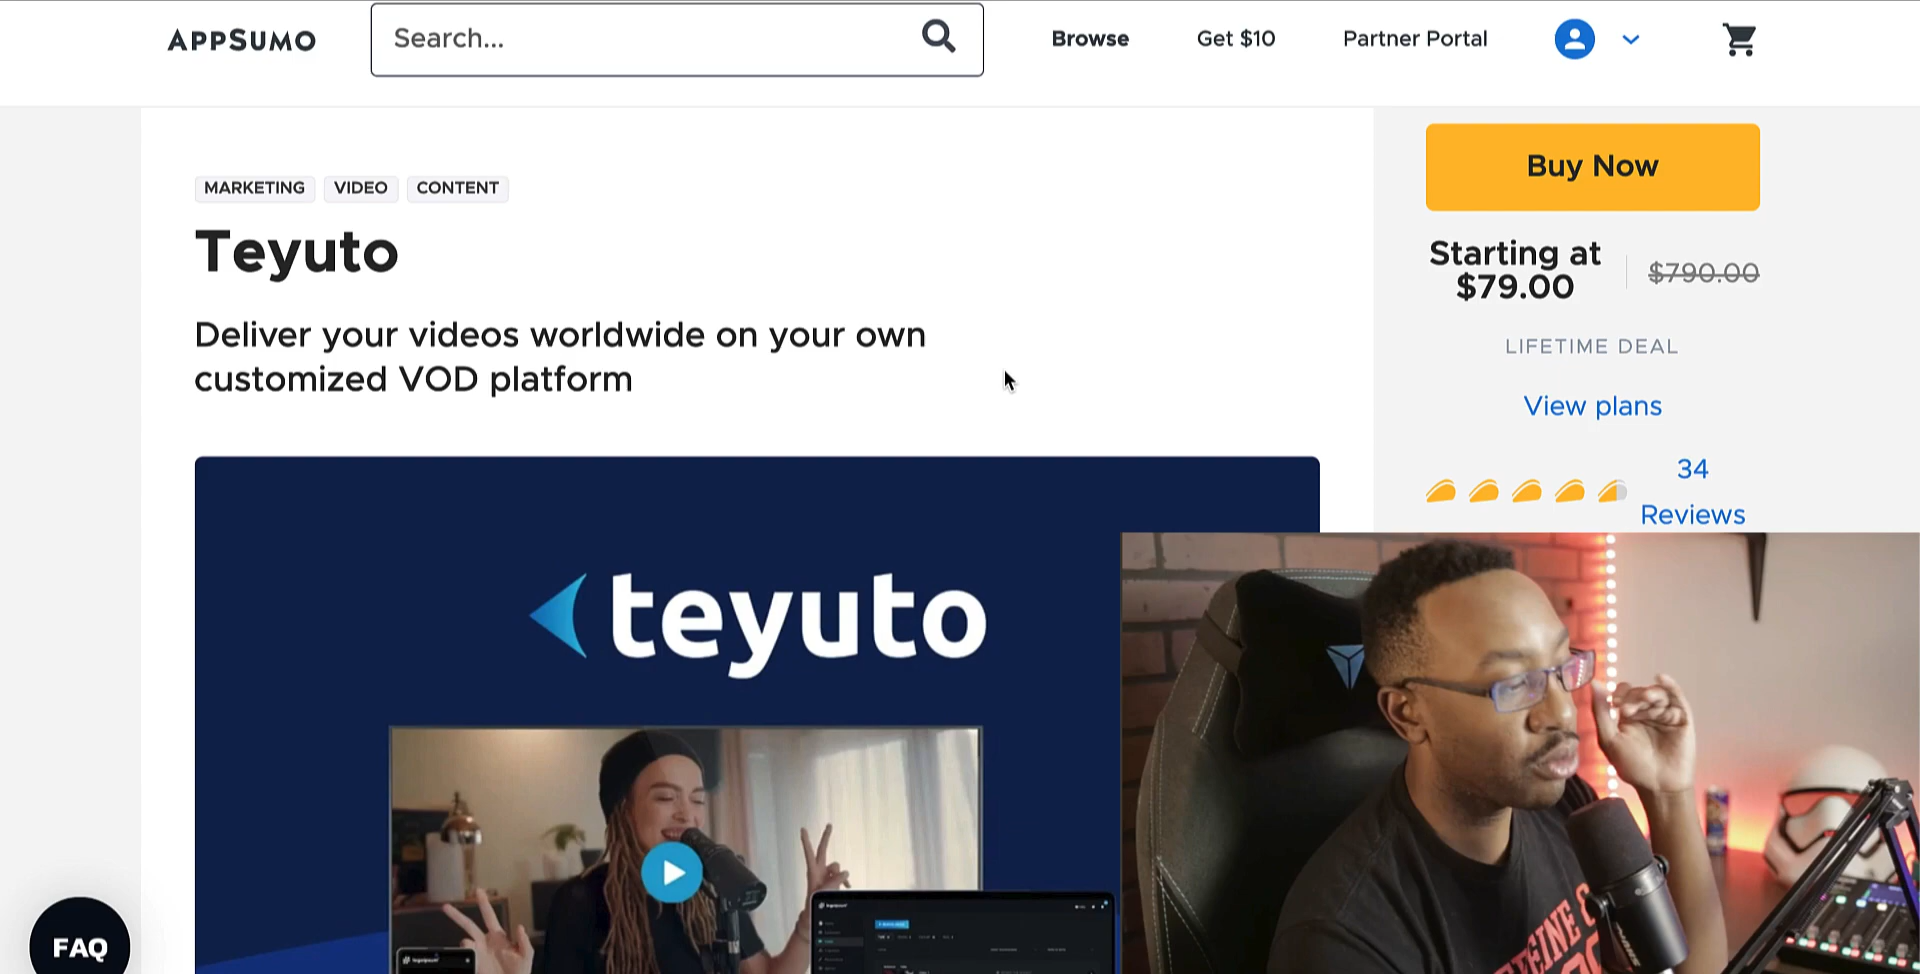 APPSUMO
Search...
Browse
Get $10
Partner Portal
MARKETING
VIDEO
CONTENT
Teyuto
Deliver your videos worldwide on your own
customized VOD platform
Buy Now
Starting at
$79.00
$790.00
LIFETIME DEAL
View plans
34
Reviews
teyuto
FAQ